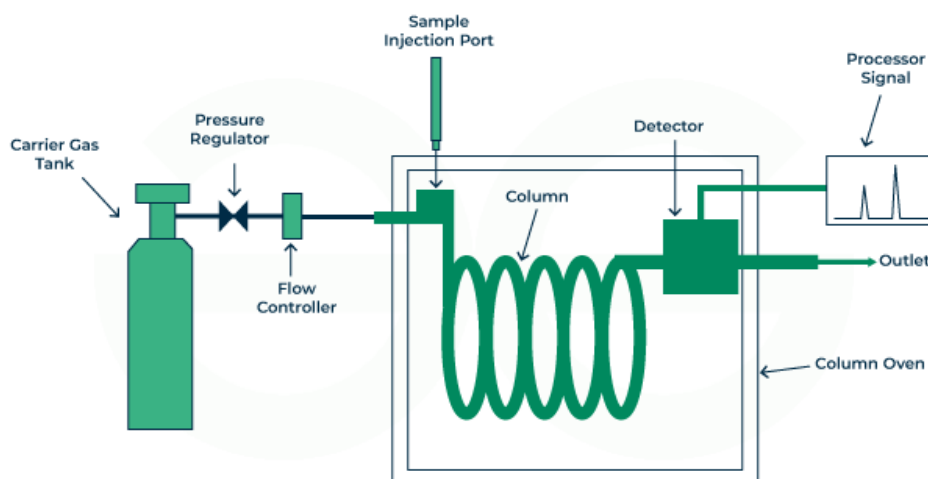 Sample
Injection Port
Processor
Signal
Pressure
Regulator
Detector
Carrier Gas
Tank
Column
Outlet
Flow
Controller
Column Oven